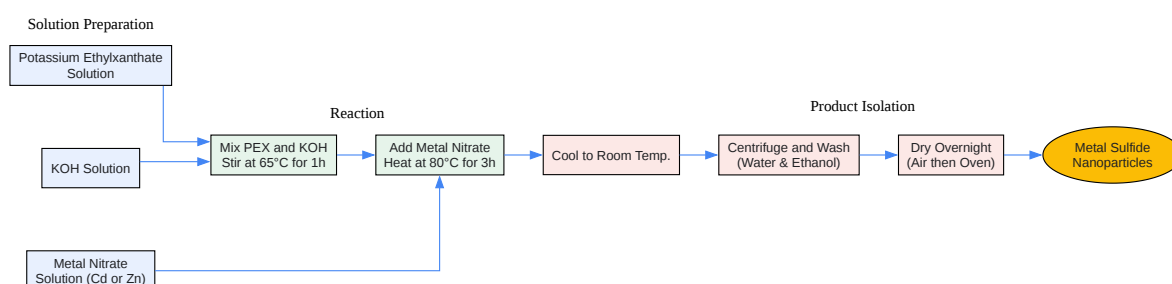 Solution Preparation
Potassium Ethylxanthate
Solution
KOH Solution
Metal Nitrate
Solution (Cd or Zn)
Reaction
Mix PEX and KOH
Stir at 65°C for 1h
Add Metal Nitrate
Heat at 80°C for 3h
Cool to Room Temp.
Product Isolation
Centrifuge and Wash
(Water & Ethanol)
Dry Overnight
(Air then Oven)
Metal Sulfide
Nanoparticles